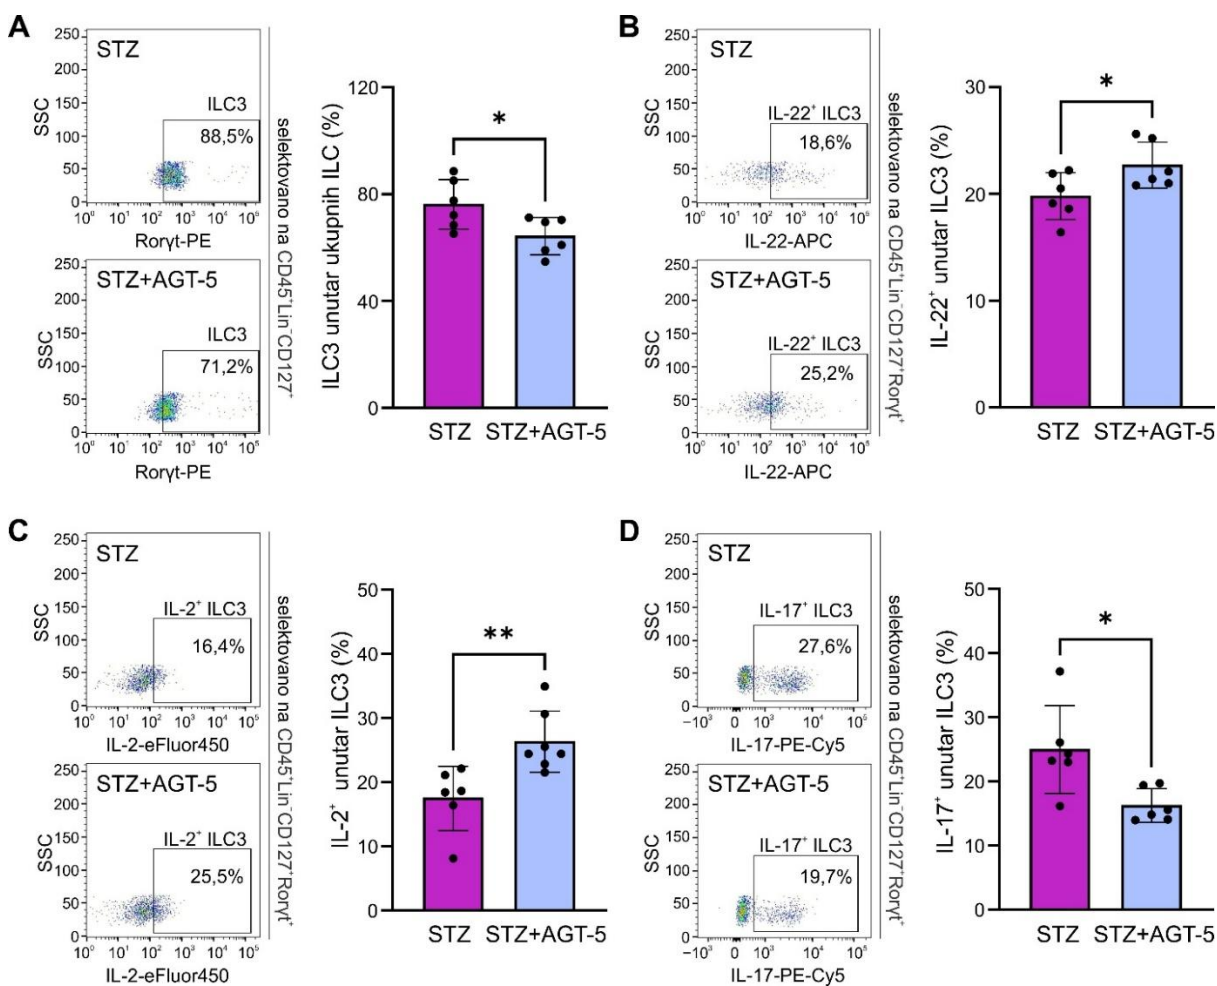 A
STZ
250
200
150
100
50
0
SSC
ILC3
88,5%
10⁰ 10¹ 10² 10³ 10⁴ 10⁵
Rorγt-PE
STZ+AGT-5
250
200
150
100
50
0
SSC
ILC3
71,2%
10⁰ 10¹ 10² 10³ 10⁴ 10⁵
Rorγt-PE
selektovano na CD45⁺Lin⁻CD127⁺
ILC3 unutar ukupnih ILC (%)
120
80
40
0
*
STZ STZ+AGT-5
B
STZ
250
200
150
100
50
0
SSC
IL-22⁺ ILC3
18,6%
10⁰ 10¹ 10² 10³ 10⁴ 10⁵
IL-22-APC
STZ+AGT-5
250
200
150
100
50
0
SSC
IL-22⁺ ILC3
25,2%
10⁰ 10¹ 10² 10³ 10⁴ 10⁵
IL-22-APC
selektovano na CD45⁺Lin⁻CD127⁺Rorγt⁺
IL-22⁺ unutar ILC3 (%)
30
20
10
0
*
STZ STZ+AGT-5
C
STZ
250
200
150
100
50
0
SSC
IL-2⁺ ILC3
16,4%
10⁰ 10¹ 10² 10³ 10⁴ 10⁵
IL-2-eFluor450
STZ+AGT-5
250
200
150
100
50
0
SSC
IL-2⁺ ILC3
25,5%
10⁰ 10¹ 10² 10³ 10⁴ 10⁵
IL-2-eFluor450
selektovano na CD45⁺Lin⁻CD127⁺Rorγt⁺
IL-2⁺ unutar ILC3 (%)
50
40
30
20
10
0
**
STZ STZ+AGT-5
D
STZ
250
200
150
100
50
0
SSC
IL-17⁺ ILC3
27,6%
−10³ 0 10³ 10⁴ 10⁵
IL-17-PE-Cy5
STZ+AGT-5
250
200
150
100
50
0
SSC
IL-17⁺ ILC3
19,7%
−10³ 0 10³ 10⁴ 10⁵
IL-17-PE-Cy5
selektovano na CD45⁺Lin⁻CD127⁺Rorγt⁺
IL-17⁺ unutar ILC3 (%)
50
40
30
20
10
0
*
STZ STZ+AGT-5